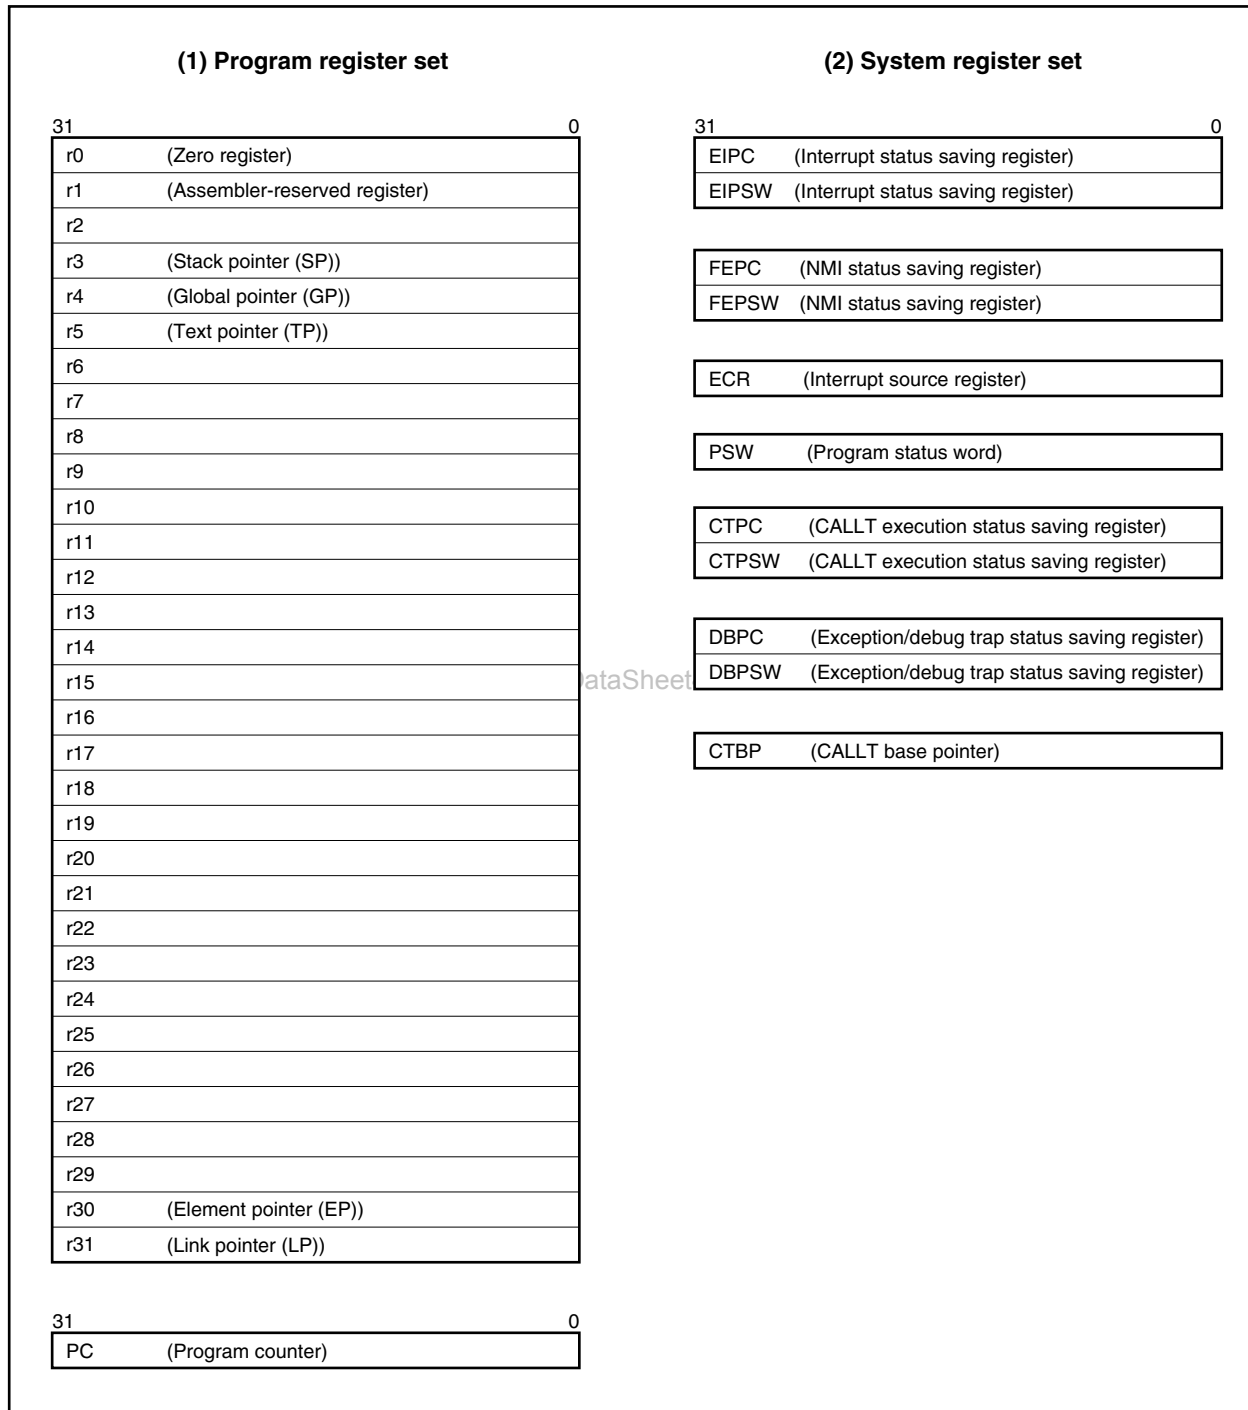 (1) Program register set
31 0
r0 (Zero register)
r1 (Assembler-reserved register)
r2
r3 (Stack pointer (SP))
r4 (Global pointer (GP))
r5 (Text pointer (TP))
r6
r7
r8
r9
r10
r11
r12
r13
r14
r15
r16
r17
r18
r19
r20
r21
r22
r23
r24
r25
r26
r27
r28
r29
r30 (Element pointer (EP))
r31 (Link pointer (LP))
31 0
PC (Program counter)
(2) System register set
31 0
EIPC (Interrupt status saving register)
EIPSW (Interrupt status saving register)
FEPC (NMI status saving register)
FEPSW (NMI status saving register)
ECR (Interrupt source register)
PSW (Program status word)
CTPC (CALLT execution status saving register)
CTPSW (CALLT execution status saving register)
DBPC (Exception/debug trap status saving register)
DBPSW (Exception/debug trap status saving register)
CTBP (CALLT base pointer)